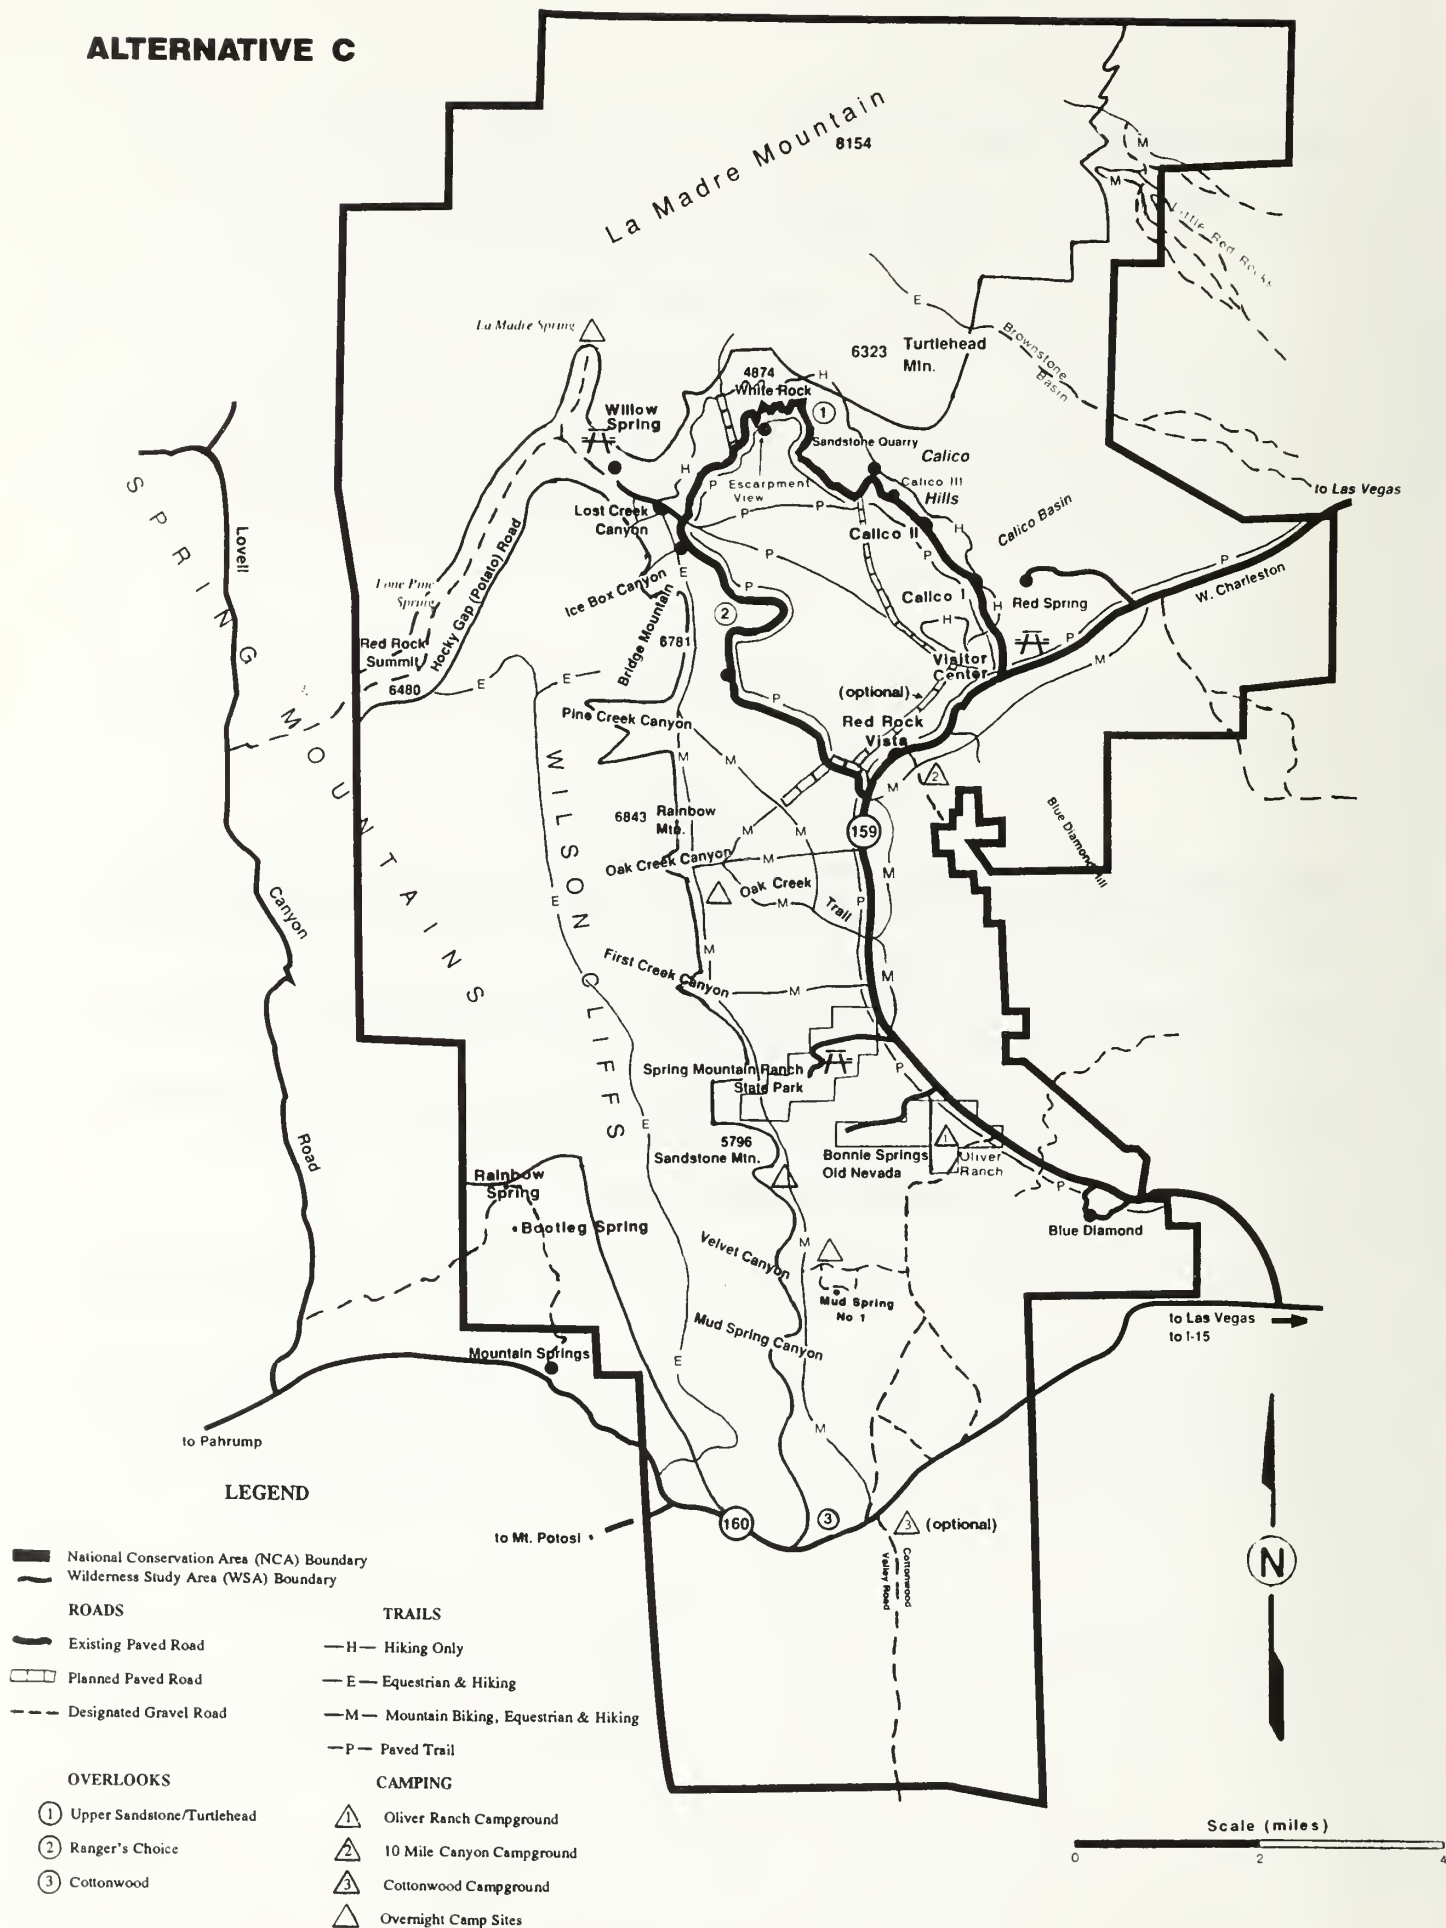 ALTERNATIVE C
La Madre Mountain
8154
Little Red Rocks
La Madre Spring
6323 Turtlehead
Mtn.
Brownstone
Basin
4874
White Rock
1
Willow
Spring
Sandstone Quarry
Calico
Hills
Calico III
Escarpment
View
to Las Vegas
Lost Creek
Canyon
Calico II
Calico Basin
Lone Pine
Spring
Rocky Gap (Potato) Road
Ice Box Canyon
Bridge Mountain
6781
2
Calico I
Red Spring
W. Charleston
Red Rock
Summit
6480
Visitor
Center
(optional)
Pine Creek Canyon
Red Rock
Vista
2
SPRING MOUNTAINS
Lovell
Canyon
Road
WILSON CLIFFS
6843 Rainbow
Mtn.
159
Blue Diamond Hill
Oak Creek Canyon
Oak Creek
Trail
First Creek Canyon
Spring Mountain Ranch
State Park
5796
Sandstone Mtn.
Bonnie Springs
Old Nevada
1
Oliver
Ranch
Rainbow
Spring
Bootleg Spring
Blue Diamond
Velvet Canyon
Mud Spring
No 1
Mud Spring Canyon
to Las Vegas
to I-15
Mountain Springs
to Pahrump
to Mt. Potosi
160
3
3 (optional)
Cottonwood
Valley Road
N
LEGEND
National Conservation Area (NCA) Boundary
Wilderness Study Area (WSA) Boundary
ROADS
Existing Paved Road
Planned Paved Road
Designated Gravel Road
TRAILS
H Hiking Only
E Equestrian & Hiking
M Mountain Biking, Equestrian & Hiking
P Paved Trail
OVERLOOKS
1 Upper Sandstone/Turtlehead
2 Ranger's Choice
3 Cottonwood
CAMPING
1 Oliver Ranch Campground
2 10 Mile Canyon Campground
3 Cottonwood Campground
Overnight Camp Sites
Scale (miles)
0 2 4